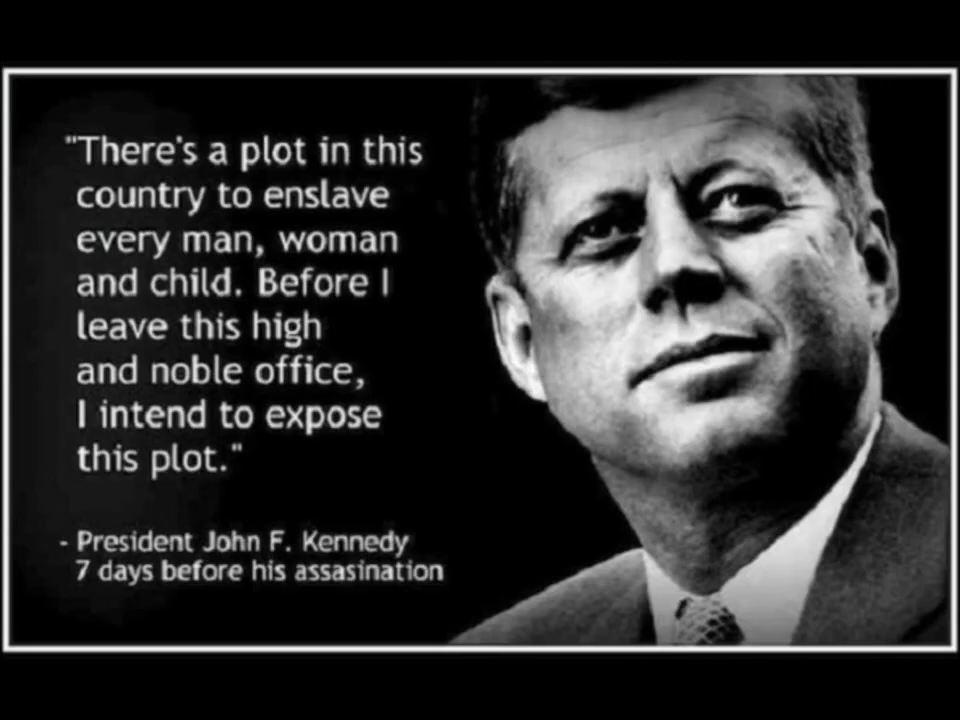 "There's a plot in this
country to enslave
every man, woman
and child. Before I
leave this high
and noble office,
I intend to expose
this plot."
- President John F. Kennedy
7 days before his assasination